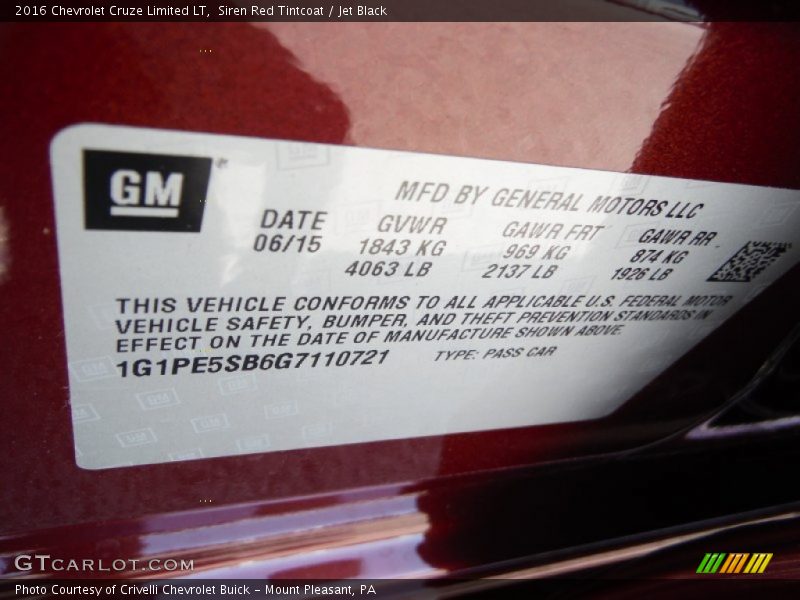 2016 Chevrolet Cruze Limited LT, Siren Red Tintcoat / Jet Black
GM
MFD BY GENERAL MOTORS LLC
DATE GVWR GAWR FRT GAWR RR
06/15 1843 KG 969 KG 874 KG
4063 LB 2137 LB 1926 LB
THIS VEHICLE CONFORMS TO ALL APPLICABLE U.S. FEDERAL MOTOR
VEHICLE SAFETY, BUMPER, AND THEFT PREVENTION STANDARDS IN
EFFECT ON THE DATE OF MANUFACTURE SHOWN ABOVE.
1G1PE5SB6G7110721 TYPE: PASS CAR
GTCARLOT.COM
Photo Courtesy of Crivelli Chevrolet Buick - Mount Pleasant, PA